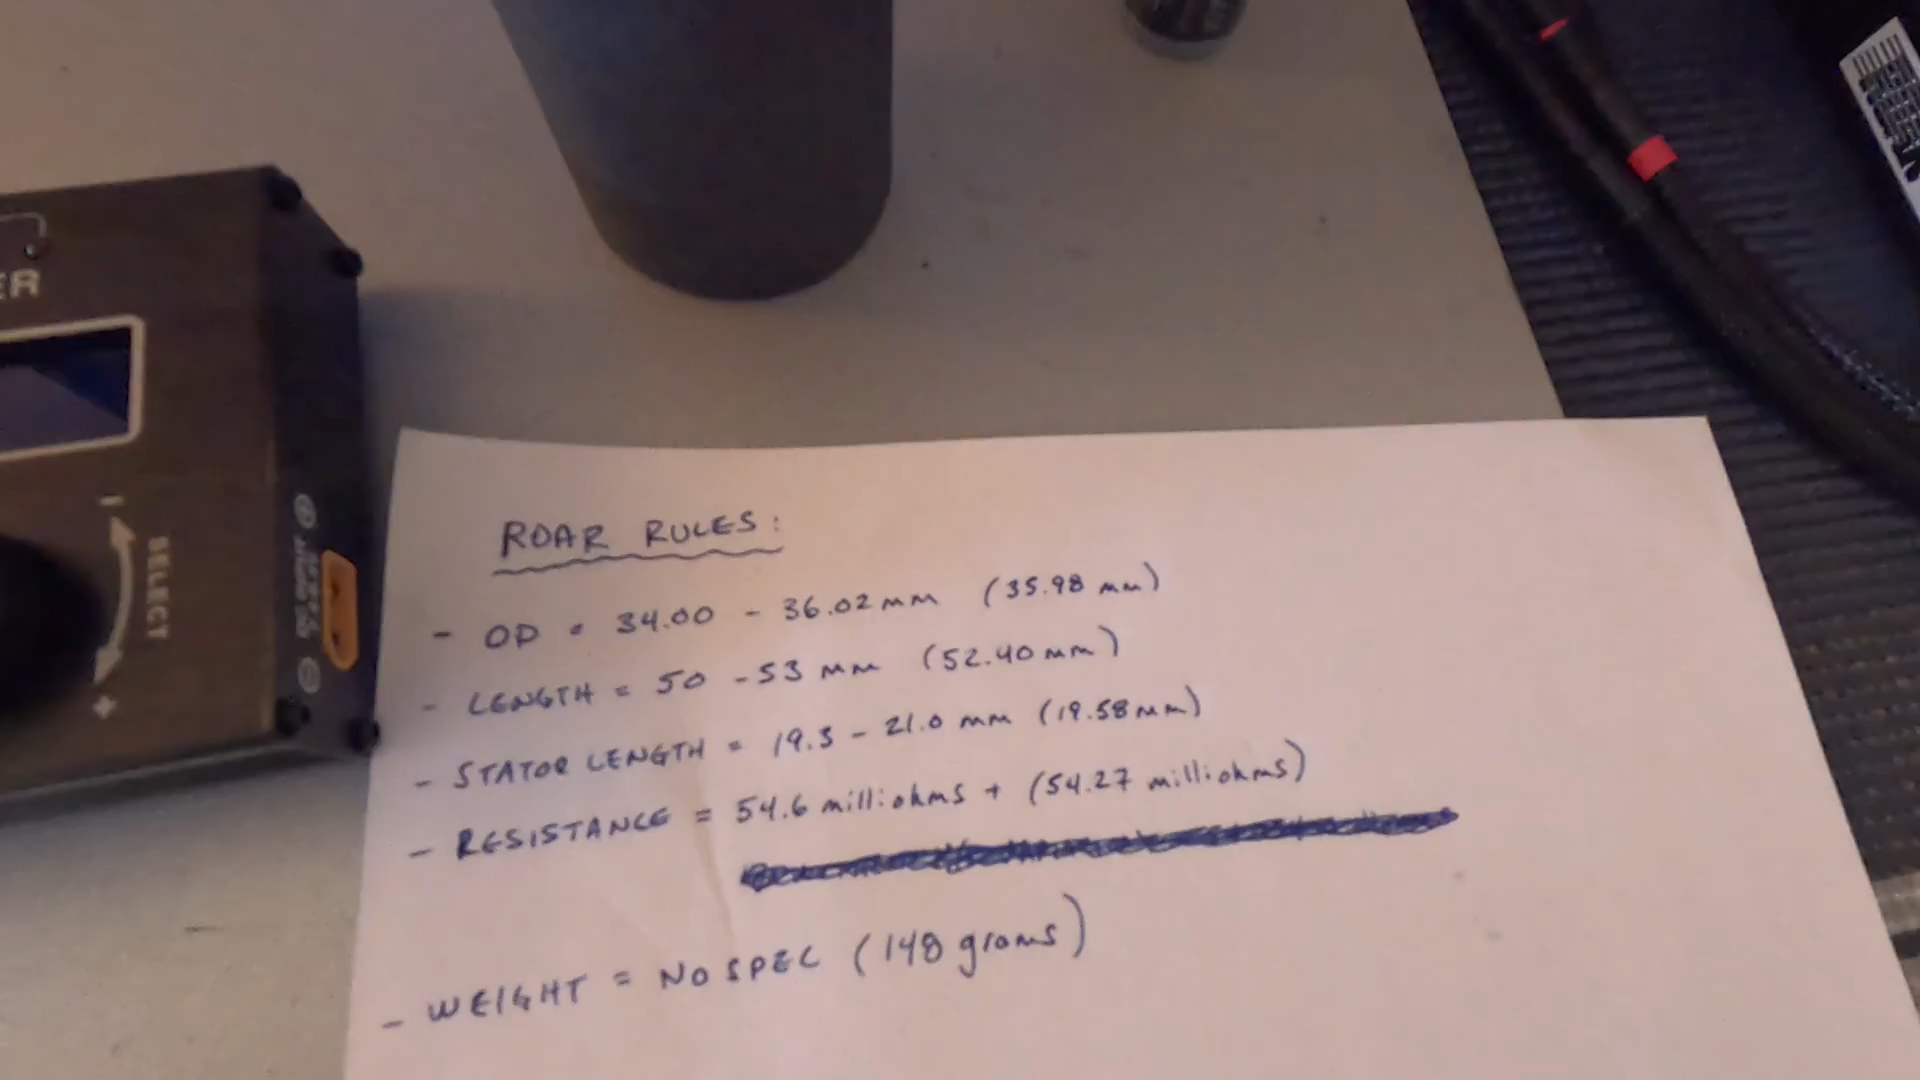 ER
SELECT
ROAR RULES:
- OD = 34.00 - 36.02 mm (35.98 mm)
- LENGTH = 50 - 53 mm (52.40 mm)
- STATOR LENGTH = 19.3 - 21.0 mm (19.58 mm)
- RESISTANCE = 54.6 milliohms + (54.27 milliohms)
- WEIGHT = NO SPEC (148 grams)